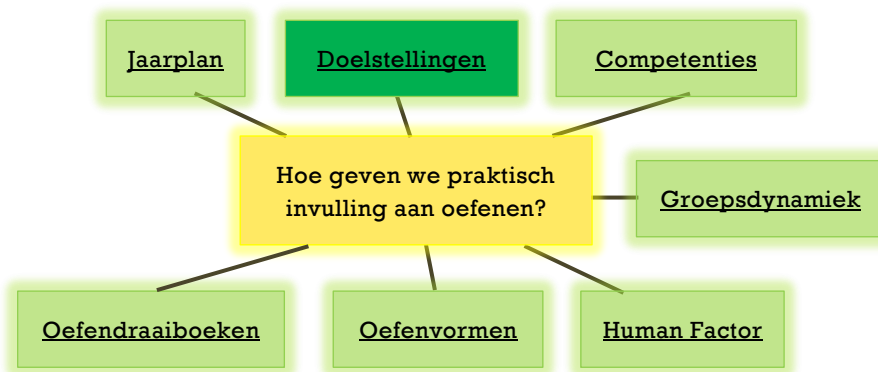 Jaarplan
Doelstellingen
Competenties
Hoe geven we praktisch
invulling aan oefenen?
Groepsdynamiek
Oefendraaiboeken
Oefenvormen
Human Factor